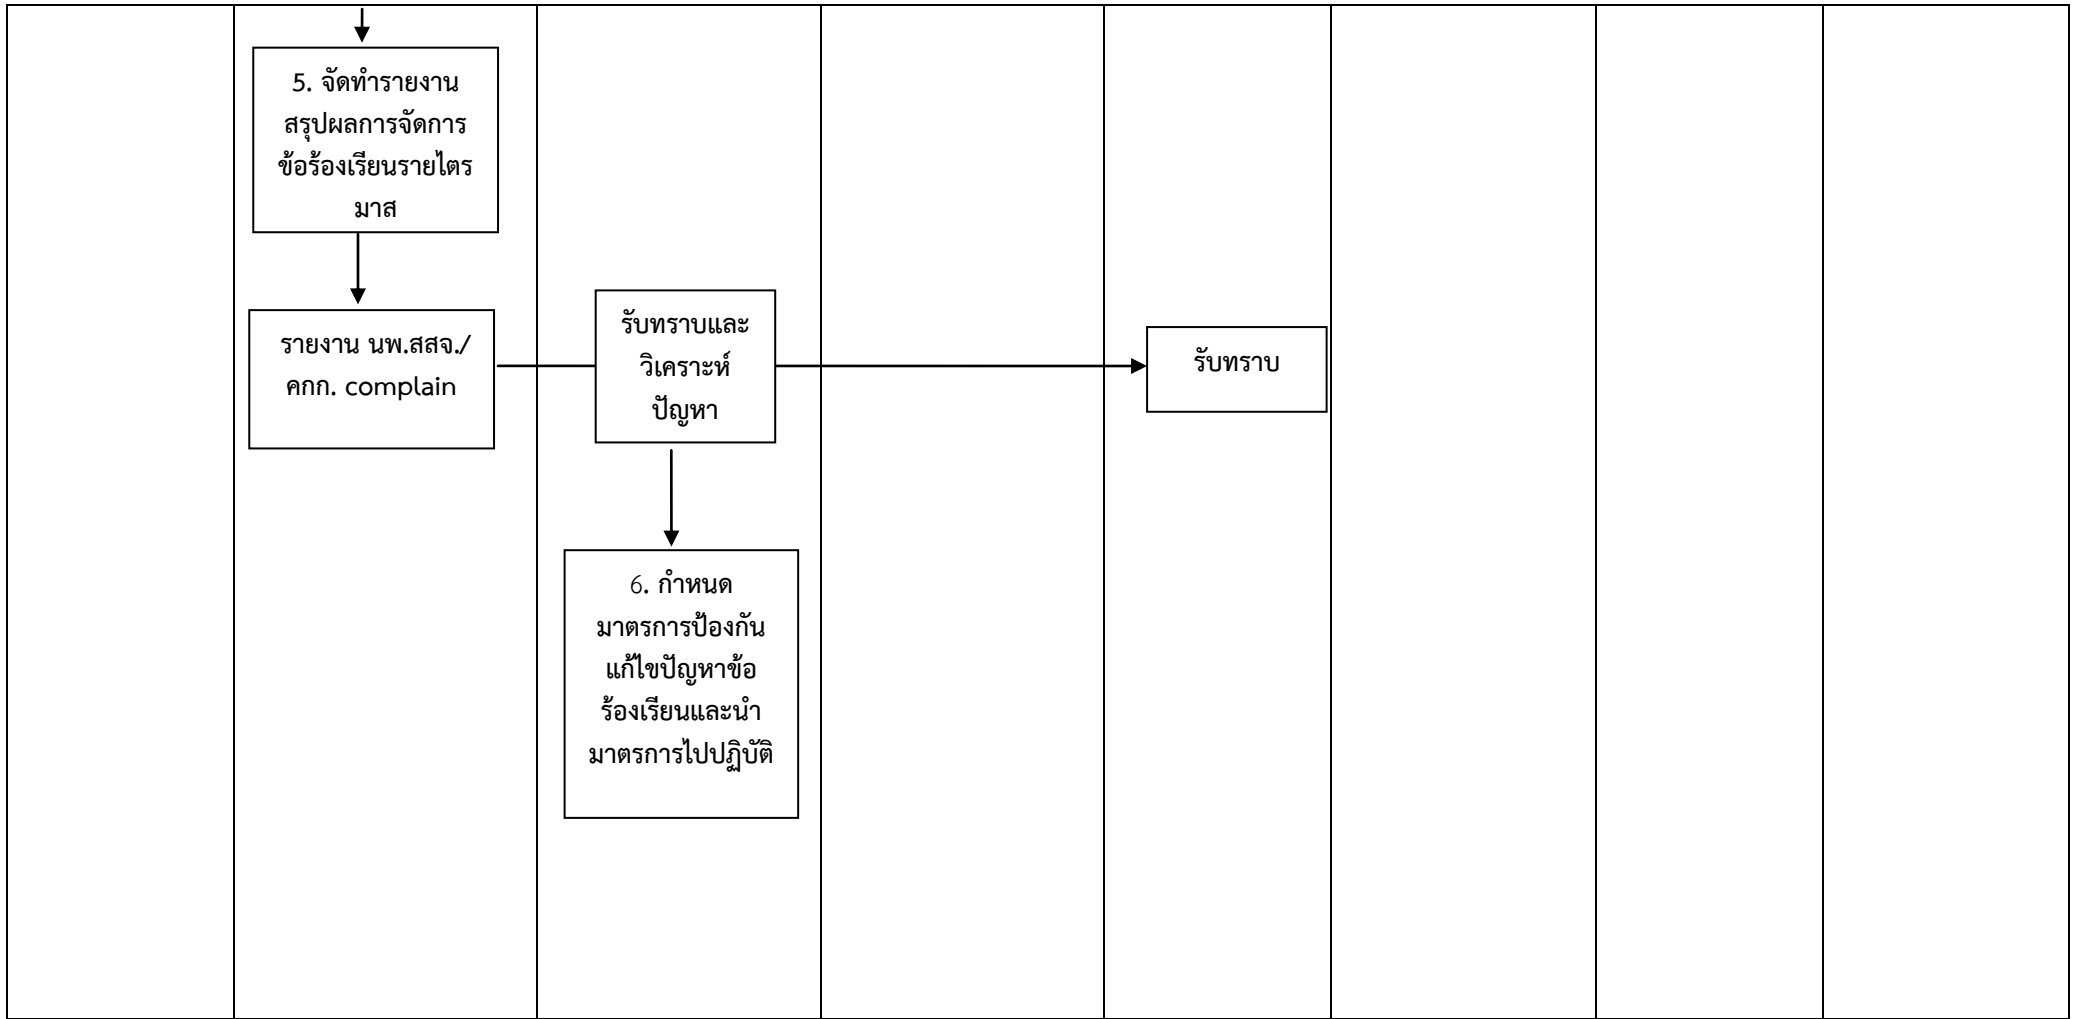 5. จัดทำรายงาน
สรุปผลการจัดการ
ข้อร้องเรียนรายไตร
มาส
รายงาน นพ.สสจ./
คกก. complain
รับทราบและ
วิเคราะห์
ปัญหา
รับทราบ
6. กำหนด
มาตรการป้องกัน
แก้ไขปัญหาข้อ
ร้องเรียนและนำ
มาตรการไปปฏิบัติ